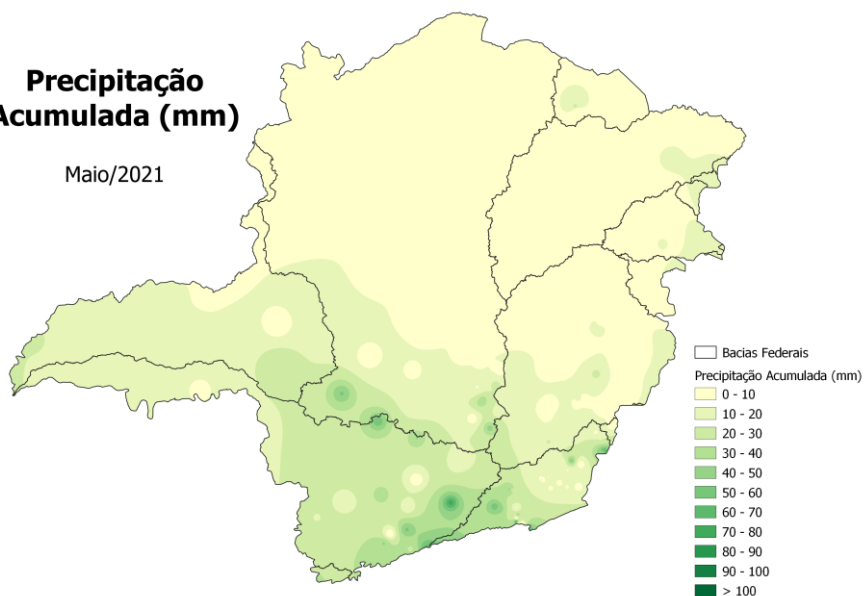 Precipitação
Acumulada (mm)
Maio/2021
Bacias Federais
Precipitação Acumulada (mm)
0 - 10
10 - 20
20 - 30
30 - 40
40 - 50
50 - 60
60 - 70
70 - 80
80 - 90
90 - 100
> 100